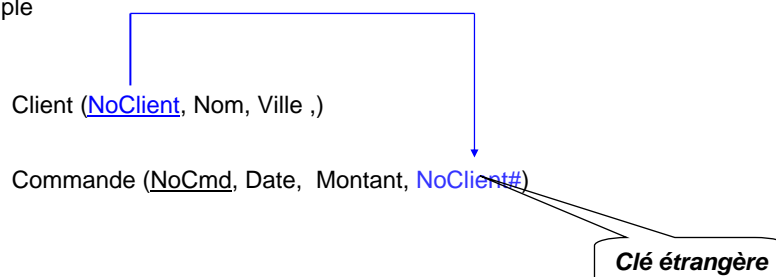 ple
Client (NoClient, Nom, Ville ,)
Commande (NoCmd, Date, Montant, NoClient#)
Clé étrangère